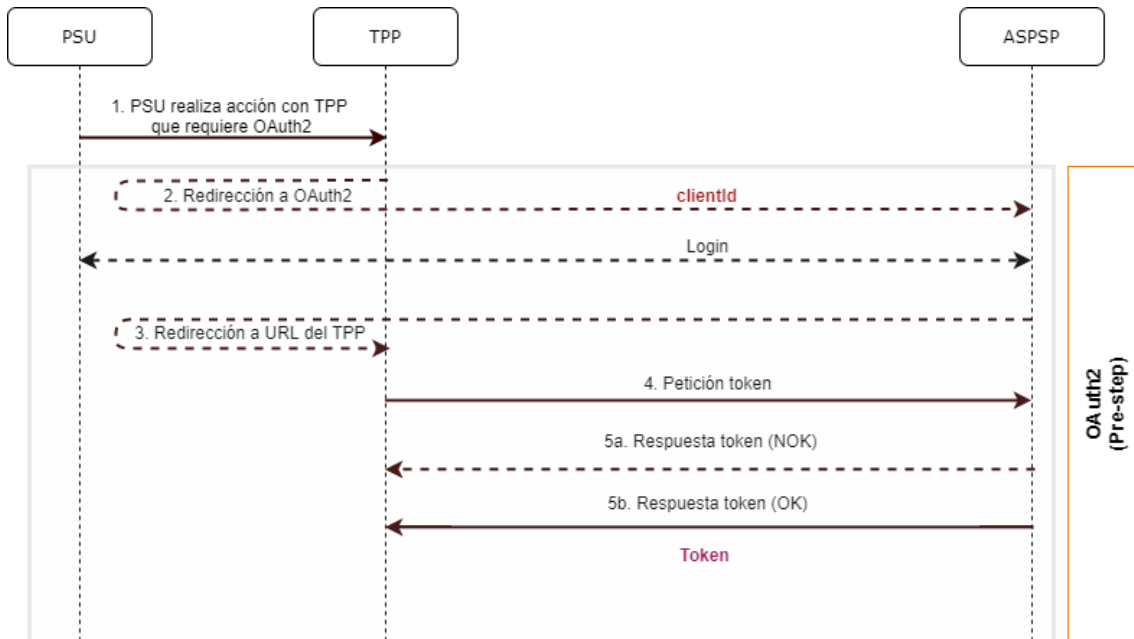 PSU
TPP
ASPSP
1. PSU realiza acción con TPP
que requiere OAuth2
2. Redirección a OAuth2
clientId
Login
3. Redirección a URL del TPP
4. Petición token
5a. Respuesta token (NOK)
5b. Respuesta token (OK)
Token
OAuth2
(Pre-step)